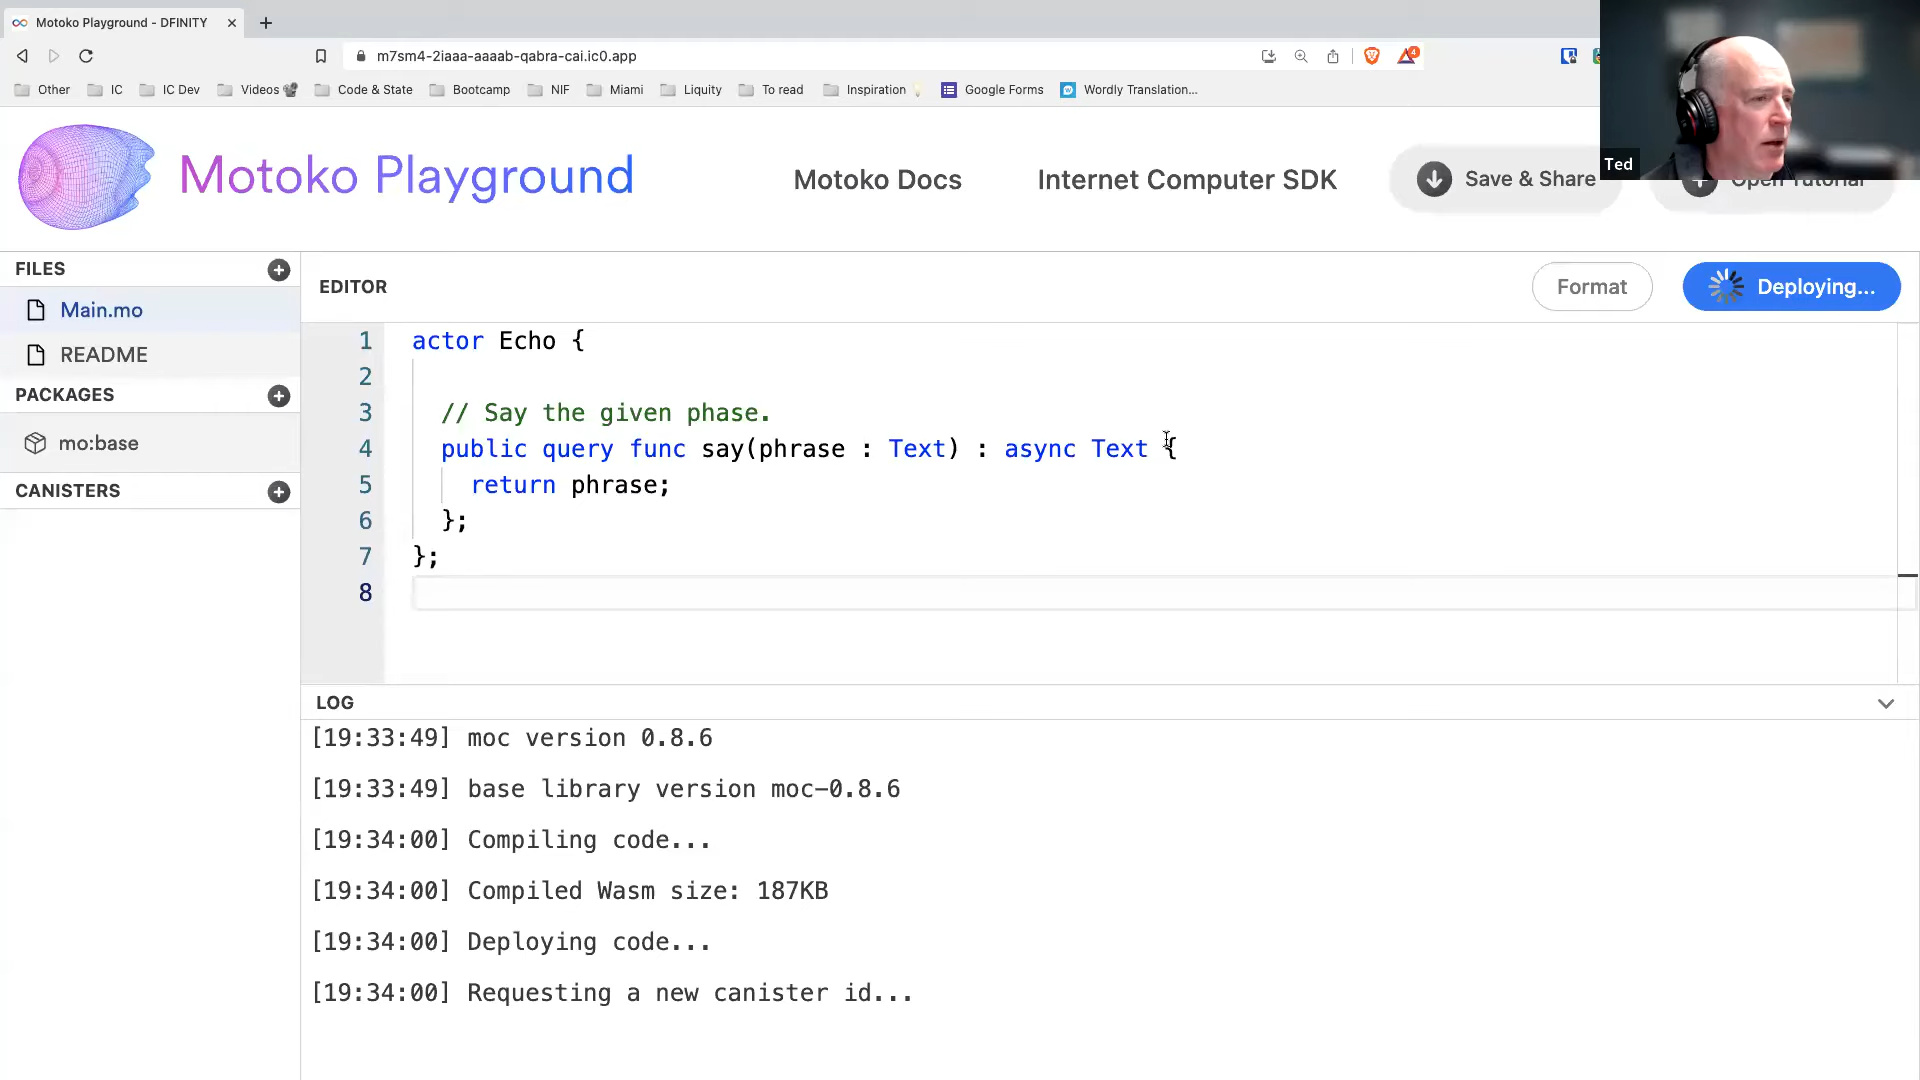 Motoko Playground - DFINITY
m7sm4-2iaaa-aaaab-qabra-cai.ic0.app
4
Other IC IC Dev Videos Code & State Bootcamp NIF Miami Liquity To read Inspiration Google Forms Wordly Translation...
Ted
Motoko Playground
Motoko Docs
Internet Computer SDK
Save & Share
Open Tutorial
FILES
Main.mo
README
PACKAGES
mo:base
CANISTERS
EDITOR
Format
Deploying...
1 actor Echo {
2
3 // Say the given phase.
4 public query func say(phrase : Text) : async Text {
5 return phrase;
6 };
7 };
8
LOG
[19:33:49] moc version 0.8.6
[19:33:49] base library version moc-0.8.6
[19:34:00] Compiling code...
[19:34:00] Compiled Wasm size: 187KB
[19:34:00] Deploying code...
[19:34:00] Requesting a new canister id...